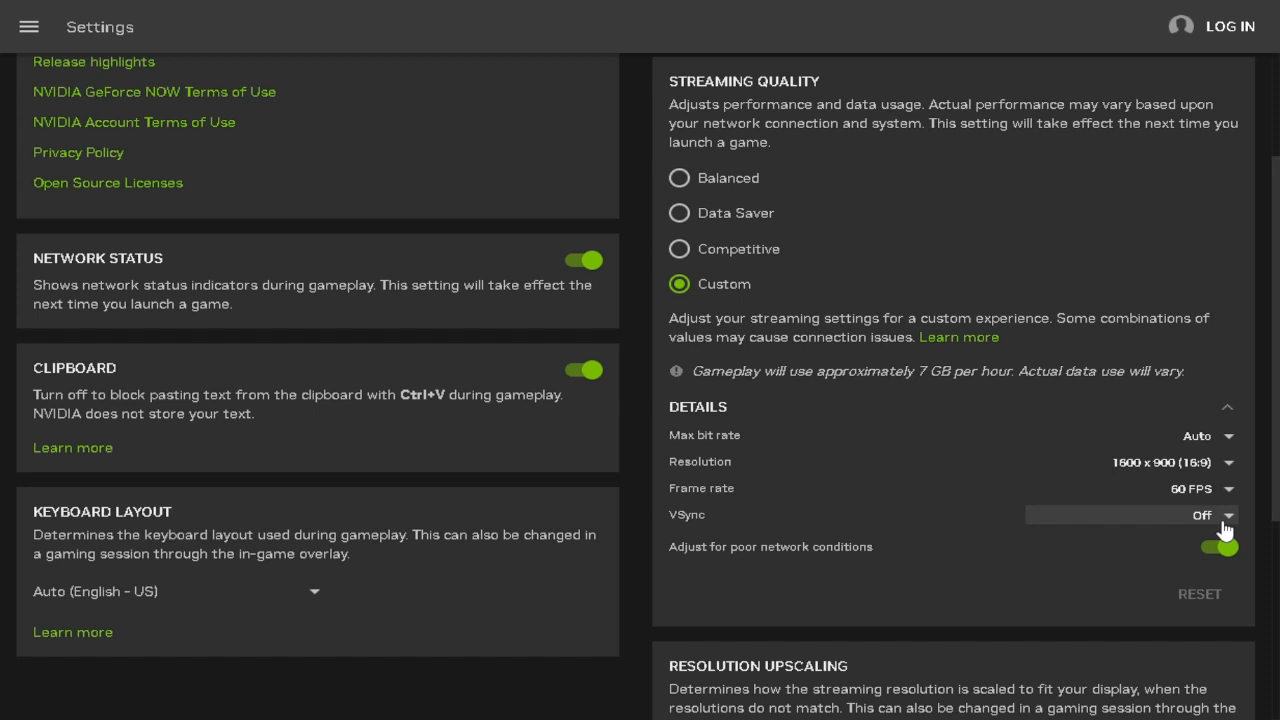 Settings
LOG IN
Release highlights
NVIDIA GeForce NOW Terms of Use
NVIDIA Account Terms of Use
Privacy Policy
Open Source Licenses
NETWORK STATUS
Shows network status indicators during gameplay. This setting will take effect the
next time you launch a game.
CLIPBOARD
Turn off to block pasting text from the clipboard with Ctrl+V during gameplay.
NVIDIA does not store your text.
Learn more
KEYBOARD LAYOUT
Determines the keyboard layout used during gameplay. This can also be changed in
a gaming session through the in-game overlay.
Auto (English - US)
Learn more
STREAMING QUALITY
Adjusts performance and data usage. Actual performance may vary based upon
your network connection and system. This setting will take effect the next time you
launch a game.
Balanced
Data Saver
Competitive
Custom
Adjust your streaming settings for a custom experience. Some combinations of
values may cause connection issues. Learn more
Gameplay will use approximately 7 GB per hour. Actual data use will vary.
DETAILS
Max bit rate Auto
Resolution 1600 x 900 (16:9)
Frame rate 60 FPS
VSync Off
Adjust for poor network conditions
RESET
RESOLUTION UPSCALING
Determines how the streaming resolution is scaled to fit your display, when the
resolutions do not match. This can also be changed in a gaming session through the